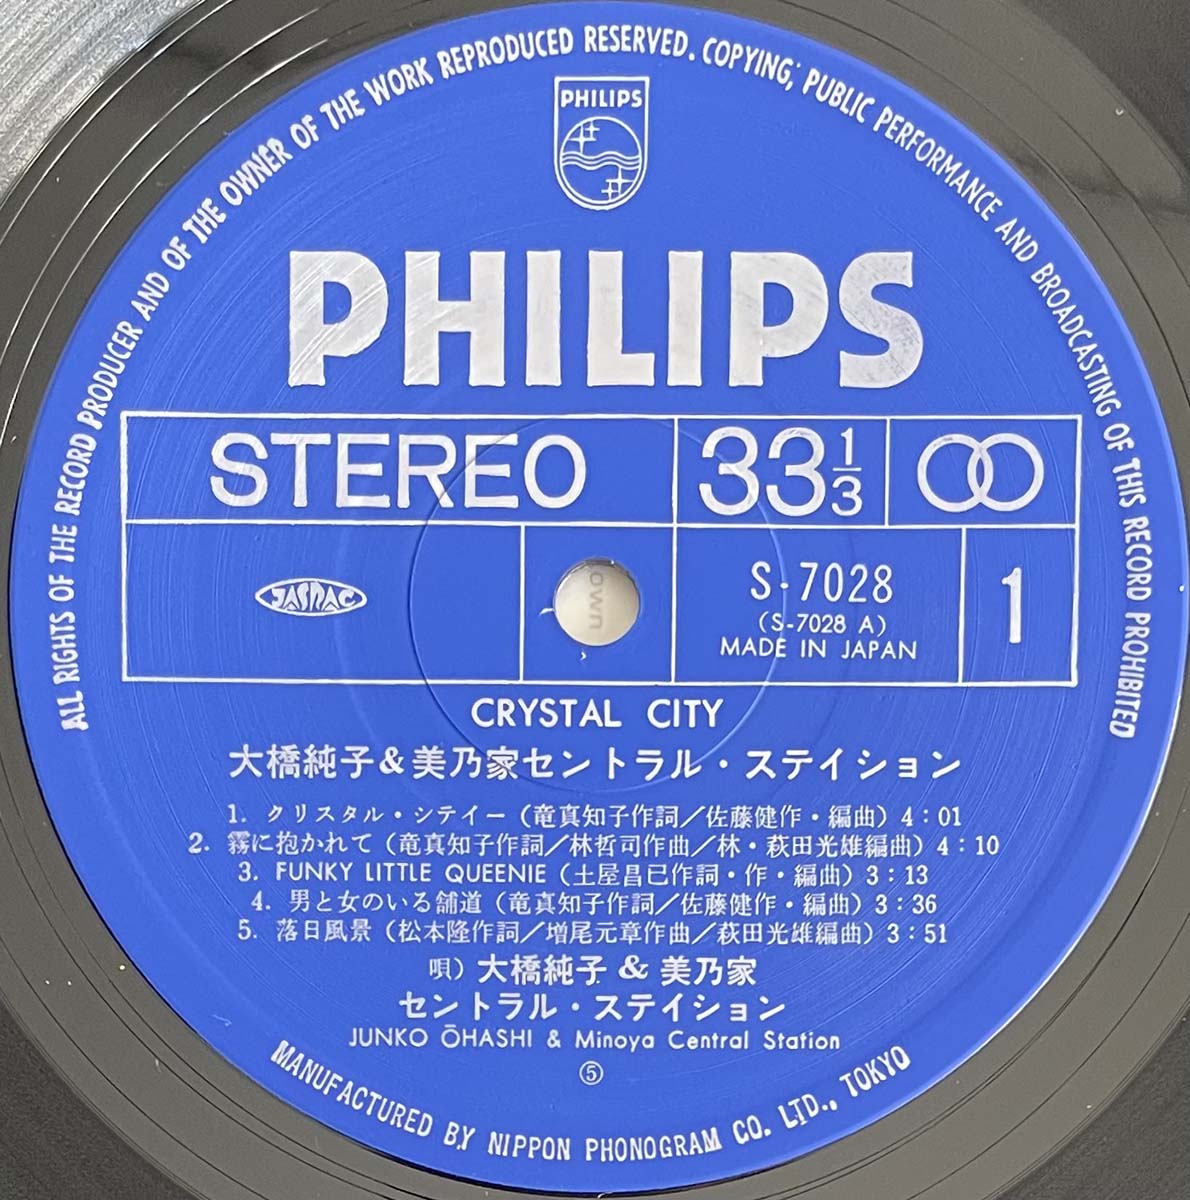 ALL RIGHTS OF THE RECORD PRODUCER AND OF THE OWNER OF THE WORK REPRODUCED RESERVED. COPYING, PUBLIC PERFORMANCE AND BROADCASTING OF THIS RECORD PROHIBITED
PHILIPS
PHILIPS
STEREO 33 1/3
JASRAC
own
S-7028
(S-7028 A)
MADE IN JAPAN
1
CRYSTAL CITY
大橋純子&美乃家セントラル・ステイション
1. クリスタル・シテイー(竜真知子作詞/佐藤健作・編曲)4:01
2. 霧に抱かれて(竜真知子作詞/林哲司作曲/林・萩田光雄編曲)4:10
3. FUNKY LITTLE QUEENIE(土屋昌巳作詞・作・編曲)3:13
4. 男と女のいる舗道(竜真知子作詞/佐藤健作・編曲)3:36
5. 落日風景(松本隆作詞/増尾元章作曲/萩田光雄編曲)3:51
唄)大橋純子&美乃家
セントラル・ステイション
JUNKO ŌHASHI & Minoya Central Station
⑤
MANUFACTURED BY NIPPON PHONOGRAM CO. LTD., TOKYO